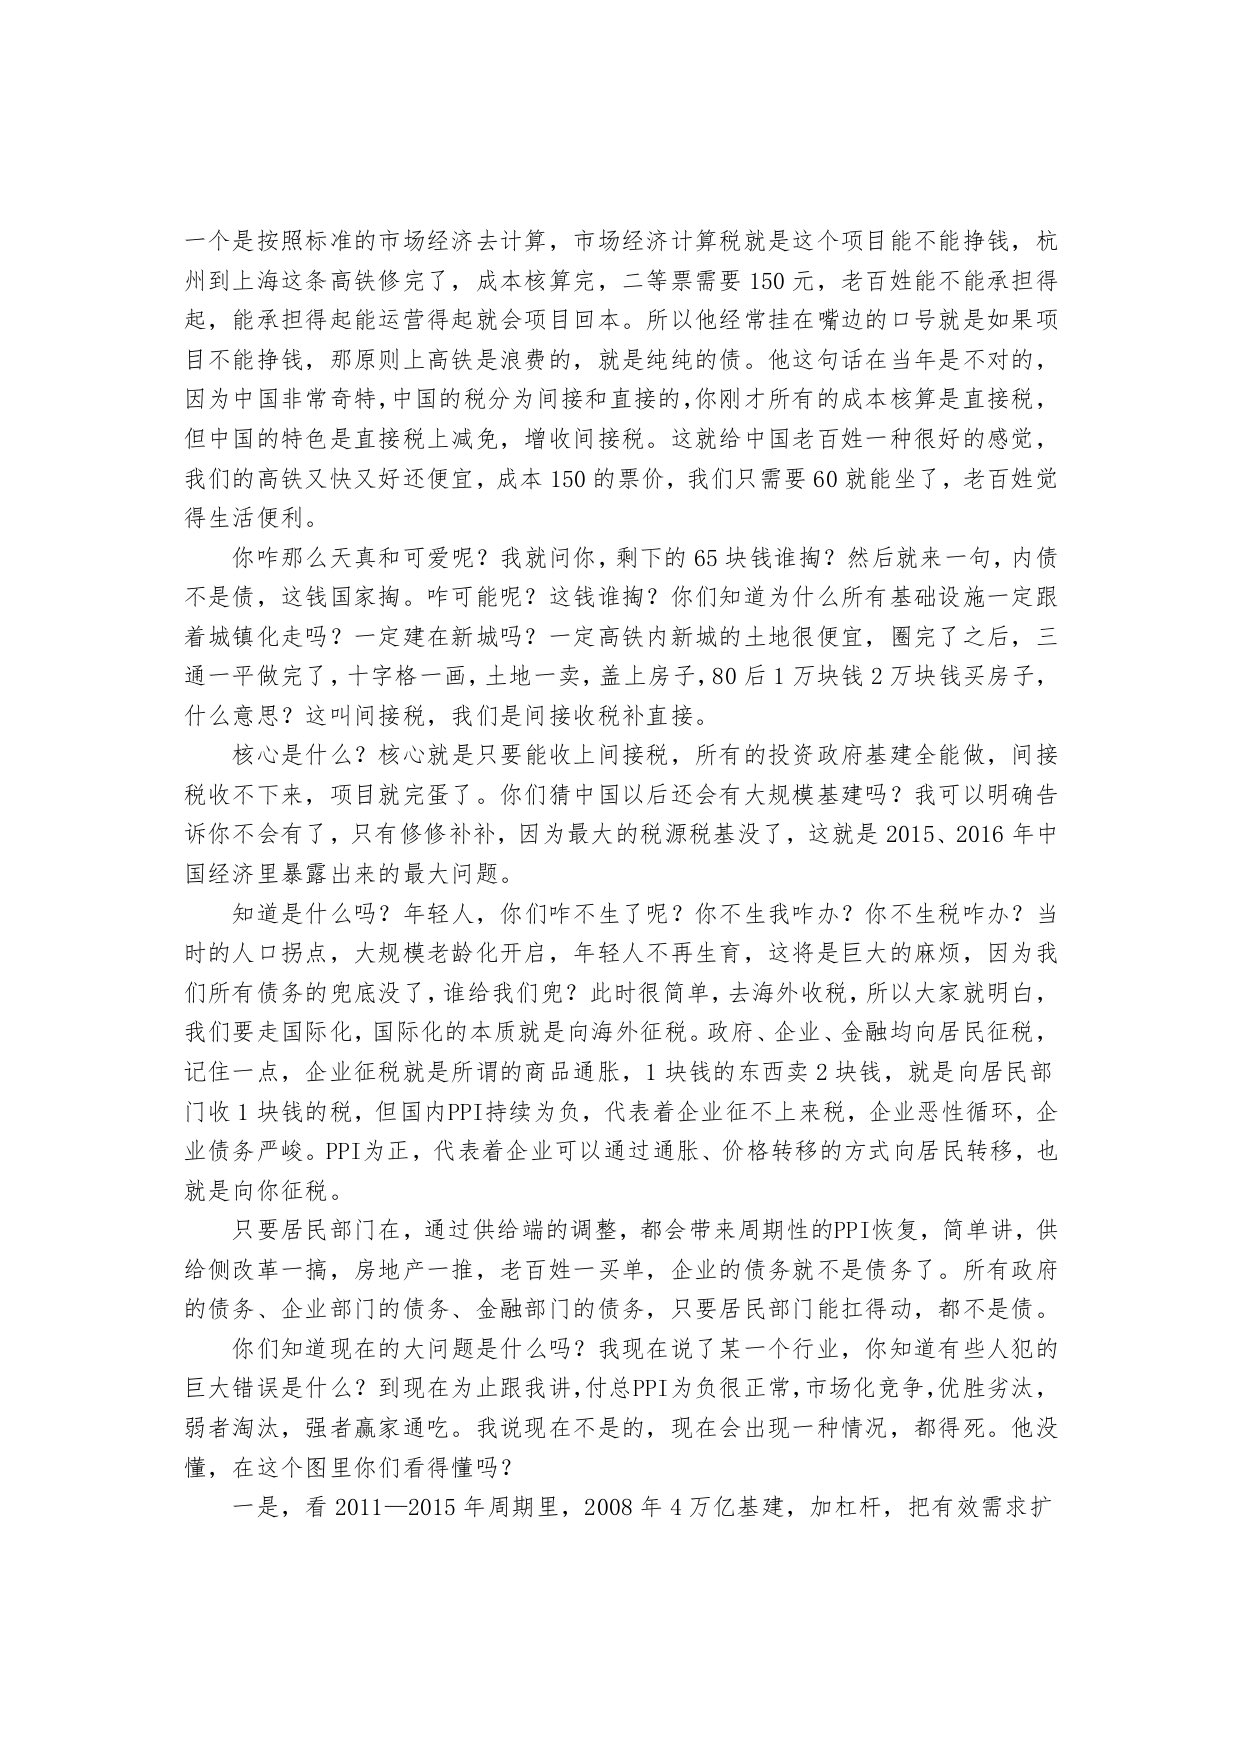 一个是按照标准的市场经济去计算，市场经济计算税就是这个项目能不能挣钱，杭
州到上海这条高铁修完了，成本核算完，二等票需要 150 元，老百姓能不能承担得
起，能承担得起能运营得起就会项目回本。所以他经常挂在嘴边的口号就是如果项
目不能挣钱，那原则上高铁是浪费的，就是纯纯的债。他这句话在当年是不对的，
因为中国非常奇特，中国的税分为间接和直接的，你刚才所有的成本核算是直接税，
但中国的特色是直接税上减免，增收间接税。这就给中国老百姓一种很好的感觉，
我们的高铁又快又好还便宜，成本 150 的票价，我们只需要 60 就能坐了，老百姓觉
得生活便利。
你咋那么天真和可爱呢？我就问你，剩下的 65 块钱谁掏？然后就来一句，内债
不是债，这钱国家掏。咋可能呢？这钱谁掏？你们知道为什么所有基础设施一定跟
着城镇化走吗？一定建在新城吗？一定高铁内新城的土地很便宜，圈完了之后，三
通一平做完了，十字格一画，土地一卖，盖上房子，80 后 1 万块钱 2 万块钱买房子，
什么意思？这叫间接税，我们是间接收税补直接。
核心是什么？核心就是只要能收上间接税，所有的投资政府基建全能做，间接
税收不下来，项目就完蛋了。你们猜中国以后还会有大规模基建吗？我可以明确告
诉你不会有了，只有修修补补，因为最大的税源税基没了，这就是 2015、2016 年中
国经济里暴露出来的最大问题。
知道是什么吗？年轻人，你们咋不生了呢？你不生我咋办？你不生税咋办？当
时的人口拐点，大规模老龄化开启，年轻人不再生育，这将是巨大的麻烦，因为我
们所有债务的兜底没了，谁给我们兜？此时很简单，去海外收税，所以大家就明白，
我们要走国际化，国际化的本质就是向海外征税。政府、企业、金融均向居民征税，
记住一点，企业征税就是所谓的商品通胀，1 块钱的东西卖 2 块钱，就是向居民部
门收 1 块钱的税，但国内PPI持续为负，代表着企业征不上来税，企业恶性循环，企
业债务严峻。PPI为正，代表着企业可以通过通胀、价格转移的方式向居民转移，也
就是向你征税。
只要居民部门在，通过供给端的调整，都会带来周期性的PPI恢复，简单讲，供
给侧改革一搞，房地产一推，老百姓一买单，企业的债务就不是债务了。所有政府
的债务、企业部门的债务、金融部门的债务，只要居民部门能扛得动，都不是债。
你们知道现在的大问题是什么吗？我现在说了某一个行业，你知道有些人犯的
巨大错误是什么？到现在为止跟我讲，付总PPI为负很正常，市场化竞争，优胜劣汰，
弱者淘汰，强者赢家通吃。我说现在不是的，现在会出现一种情况，都得死。他没
懂，在这个图里你们看得懂吗？
一是，看 2011—2015 年周期里，2008 年 4 万亿基建，加杠杆，把有效需求扩